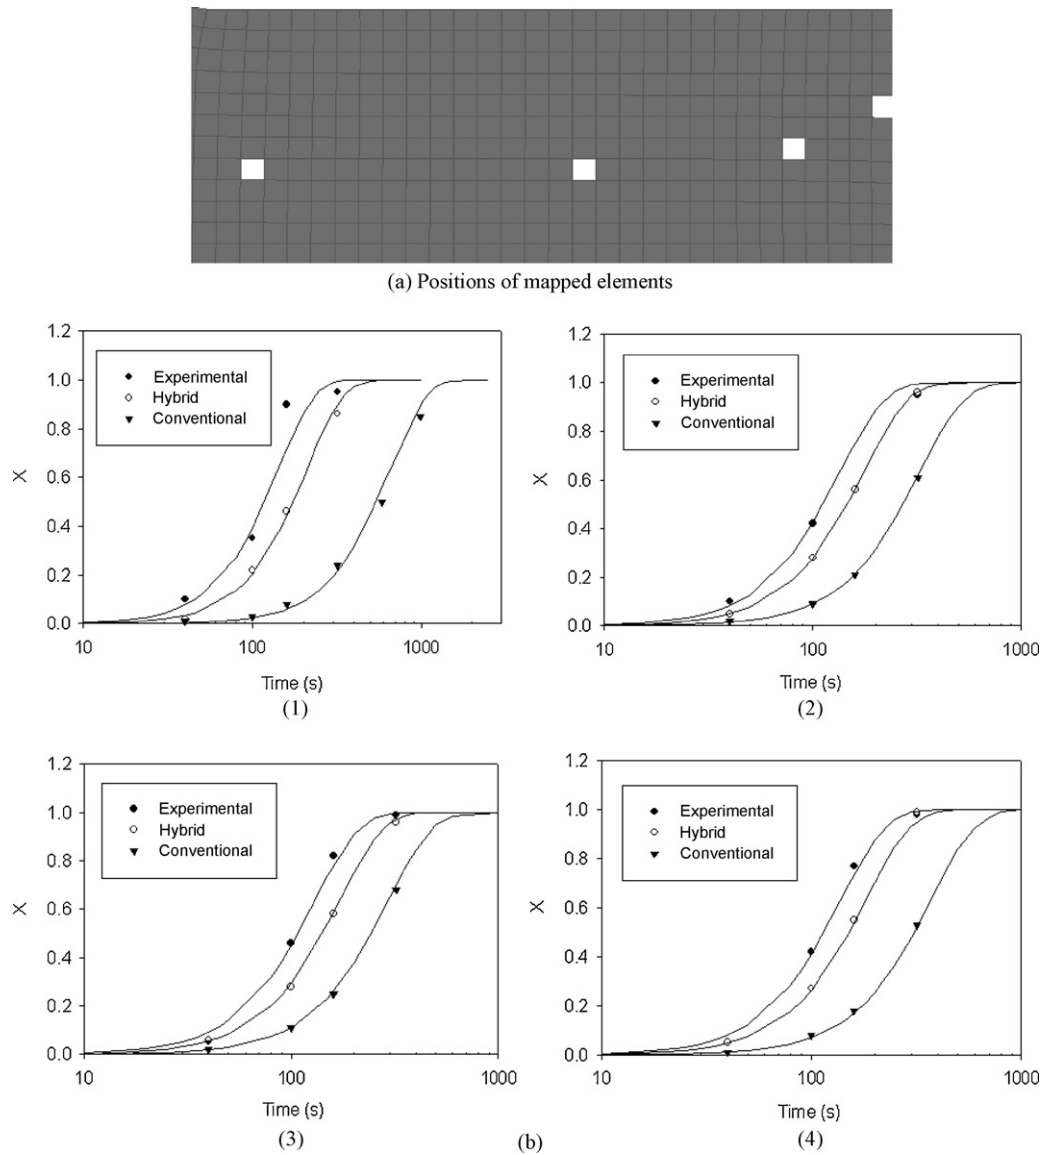 (a) Positions of mapped elements
1.2
1.0
0.8
0.6
0.4
0.2
0.0
X
Experimental
Hybrid
Conventional
10
100
1000
Time (s)
(1)
1.2
1.0
0.8
0.6
0.4
0.2
0.0
X
Experimental
Hybrid
Conventional
10
100
1000
Time (s)
(2)
1.2
1.0
0.8
0.6
0.4
0.2
0.0
X
Experimental
Hybrid
Conventional
10
100
1000
Time (s)
(3)
1.2
1.0
0.8
0.6
0.4
0.2
0.0
X
Experimental
Hybrid
Conventional
10
100
1000
Time (s)
(4)
(b)